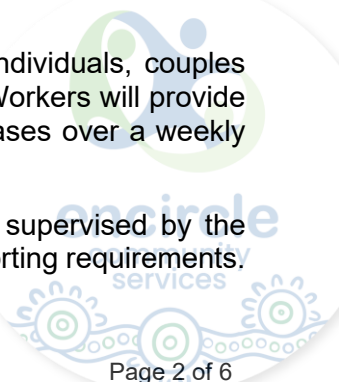 ndividuals, couples
Workers will provide
ases over a weekly
supervised by the
rting requirements.
encircle
community
services
Page 2 of 6